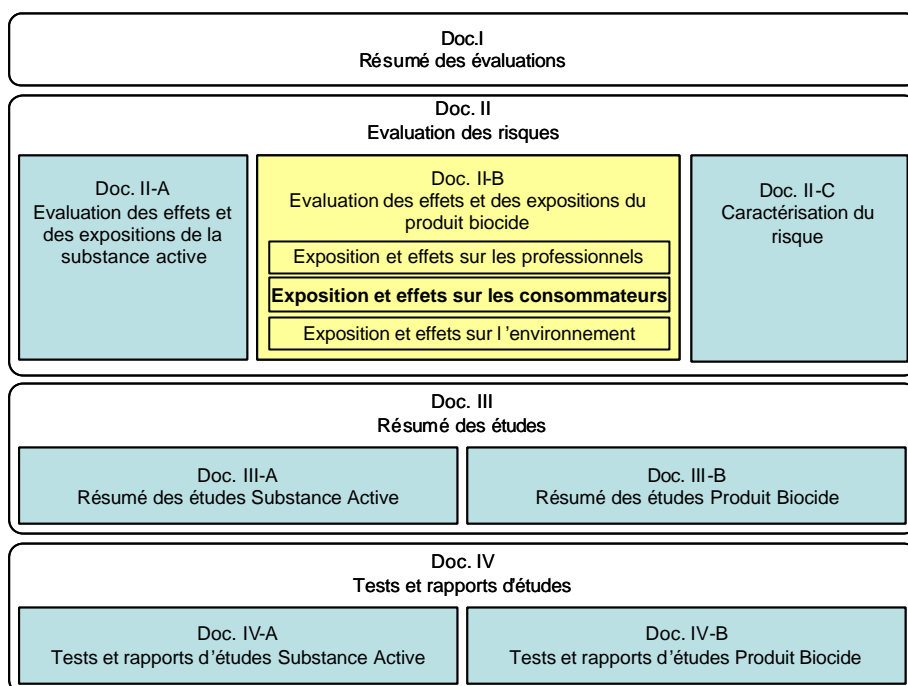 Doc.I
Résumé des évaluations
Doc. II
Evaluation des risques
Doc. II-A
Evaluation des effets et
des expositions de la
substance active
Doc. II-B
Evaluation des effets et des expositions du
produit biocide
Exposition et effets sur les professionnels
Exposition et effets sur les consommateurs
Exposition et effets sur l 'environnement
Doc. II-C
Caractérisation du
risque
Doc. III
Résumé des études
Doc. III-A
Résumé des études Substance Active
Doc. III-B
Résumé des études Produit Biocide
Doc. IV
Tests et rapports d'études
Doc. IV-A
Tests et rapports d'études Substance Active
Doc. IV-B
Tests et rapports d'études Produit Biocide